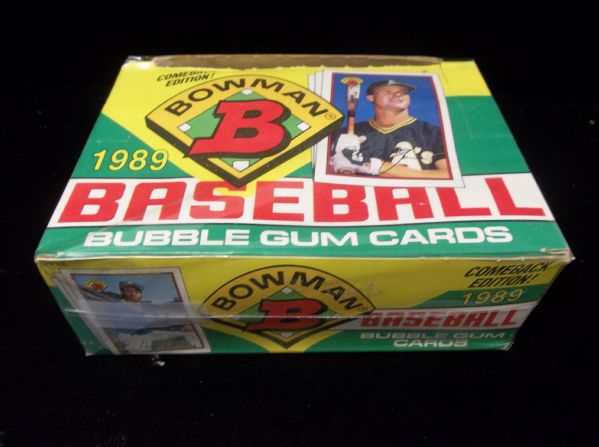 COMEBACK
EDITION!
BOWMAN®
B
1989
A's
BASEBALL
BUBBLE GUM CARDS
COMEBACK
EDITION!
BOWMAN
B
1989
BASEBALL
BUBBLE GUM
CARDS